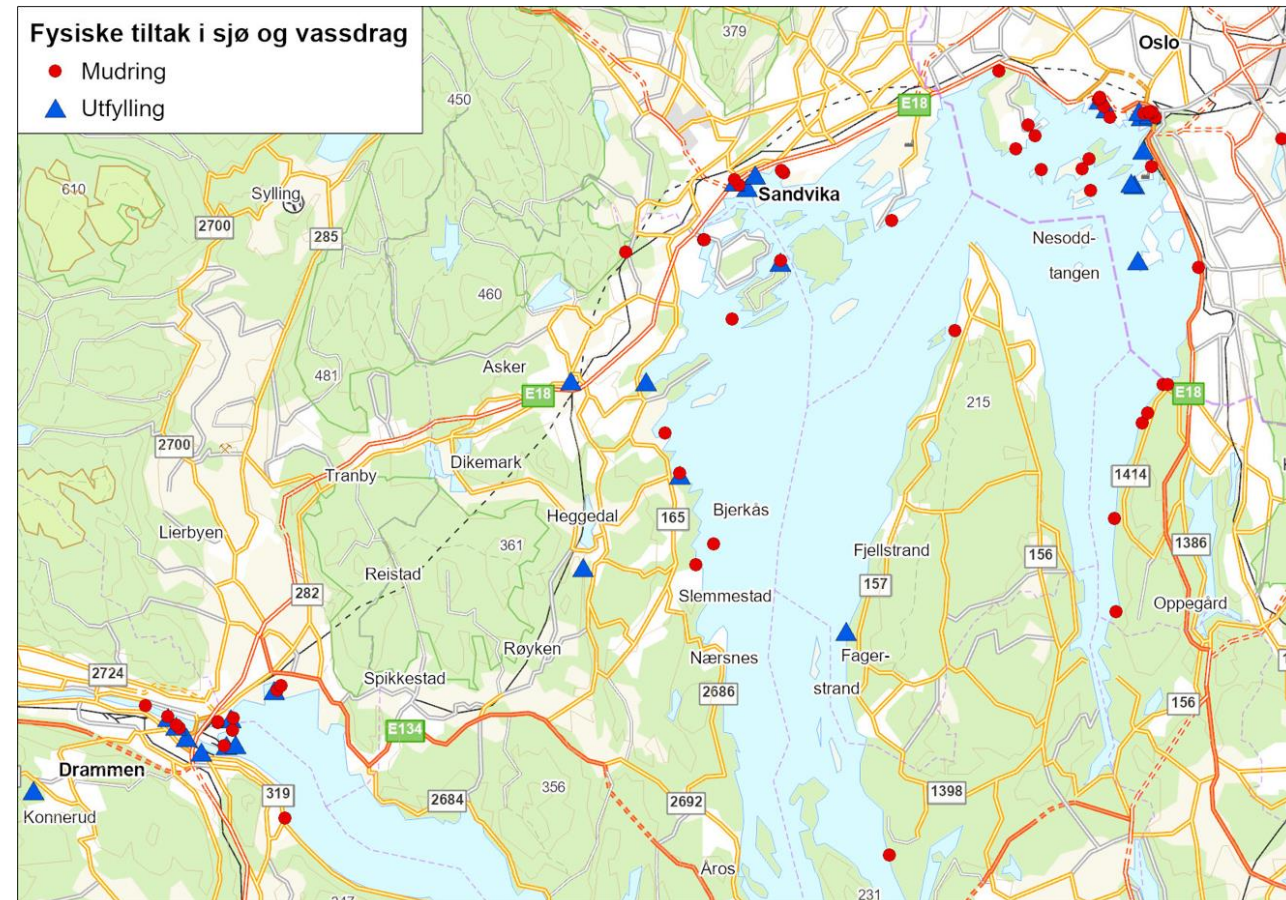 Fysiske tiltak i sjø og vassdrag
Mudring
Utfylling
379
Oslo
450
E18
610
Sylling
Sandvika
2700
285
Nesodd-
tangen
460
Asker
481
E18
E18
215
2700
Dikemark
Tranby
1414
Heggedal
165
Bjerkås
Lierbyen
361
Fjellstrand
156
1386
Reistad
157
282
Slemmestad
Oppegård
Røyken
Nærsnes
Fager-
strand
2724
Spikkestad
2686
156
E134
Drammen
319
2684
356
2692
1398
Konnerud
Åros
231